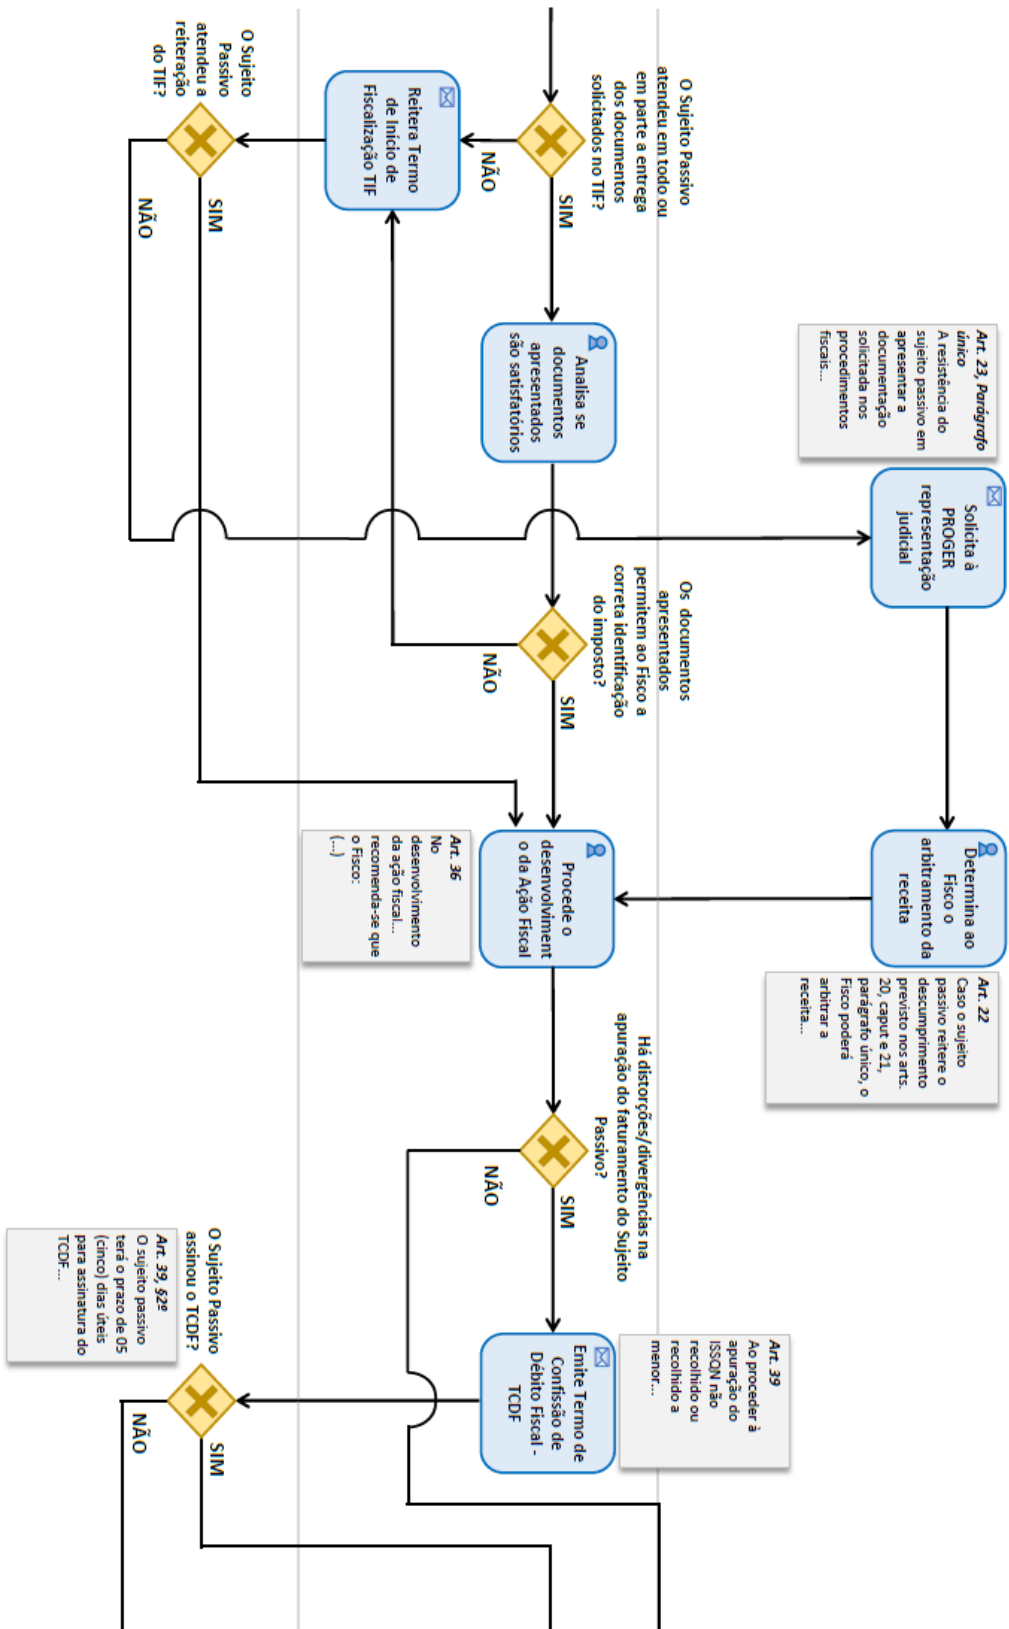 Art. 23, Parágrafo
único
A resistência do
sujeito passivo em
apresentar a
documentação
solicitada nos
procedimentos
fiscais...
Solicita à
PROGER
representação
judicial
Determina ao
Fisco o
arbitramento da
receita
Art. 22
Caso o sujeito
passivo reitere o
descumprimento
previsto nos arts.
20, caput e 21,
parágrafo único, o
Fisco poderá
arbitrar a
receita...
O Sujeito Passivo
atendeu em todo ou
em parte a entrega
dos documentos
solicitados no TIF?
SIM
NÃO
Analisa se
documentos
apresentados
são satisfatórios
Os documentos
apresentados
permitem ao Fisco a
correta identificação
do imposto?
SIM
NÃO
Procede o
desenvolviment
o da Ação Fiscal
Há distorções/divergências na
apuração do faturamento do Sujeito
Passivo?
SIM
NÃO
Art. 39
Ao proceder à
apuração do
ISSQN não
recolhido ou
recolhido a
menor...
Emite Termo de
Confissão de
Débito Fiscal -
TCDF
Reitera Termo
de Início de
Fiscalização TIF
Art. 36
No
desenvolvimento
da ação fiscal...
recomenda-se que
o Fisco:
(...)
O Sujeito
Passivo
atendeu a
reiteração
do TIF?
SIM
NÃO
O Sujeito Passivo
assinou o TCDF?
SIM
NÃO
Art. 39, §2º
O sujeito passivo
terá o prazo de 05
(cinco) dias úteis
para assinatura do
TCDF...